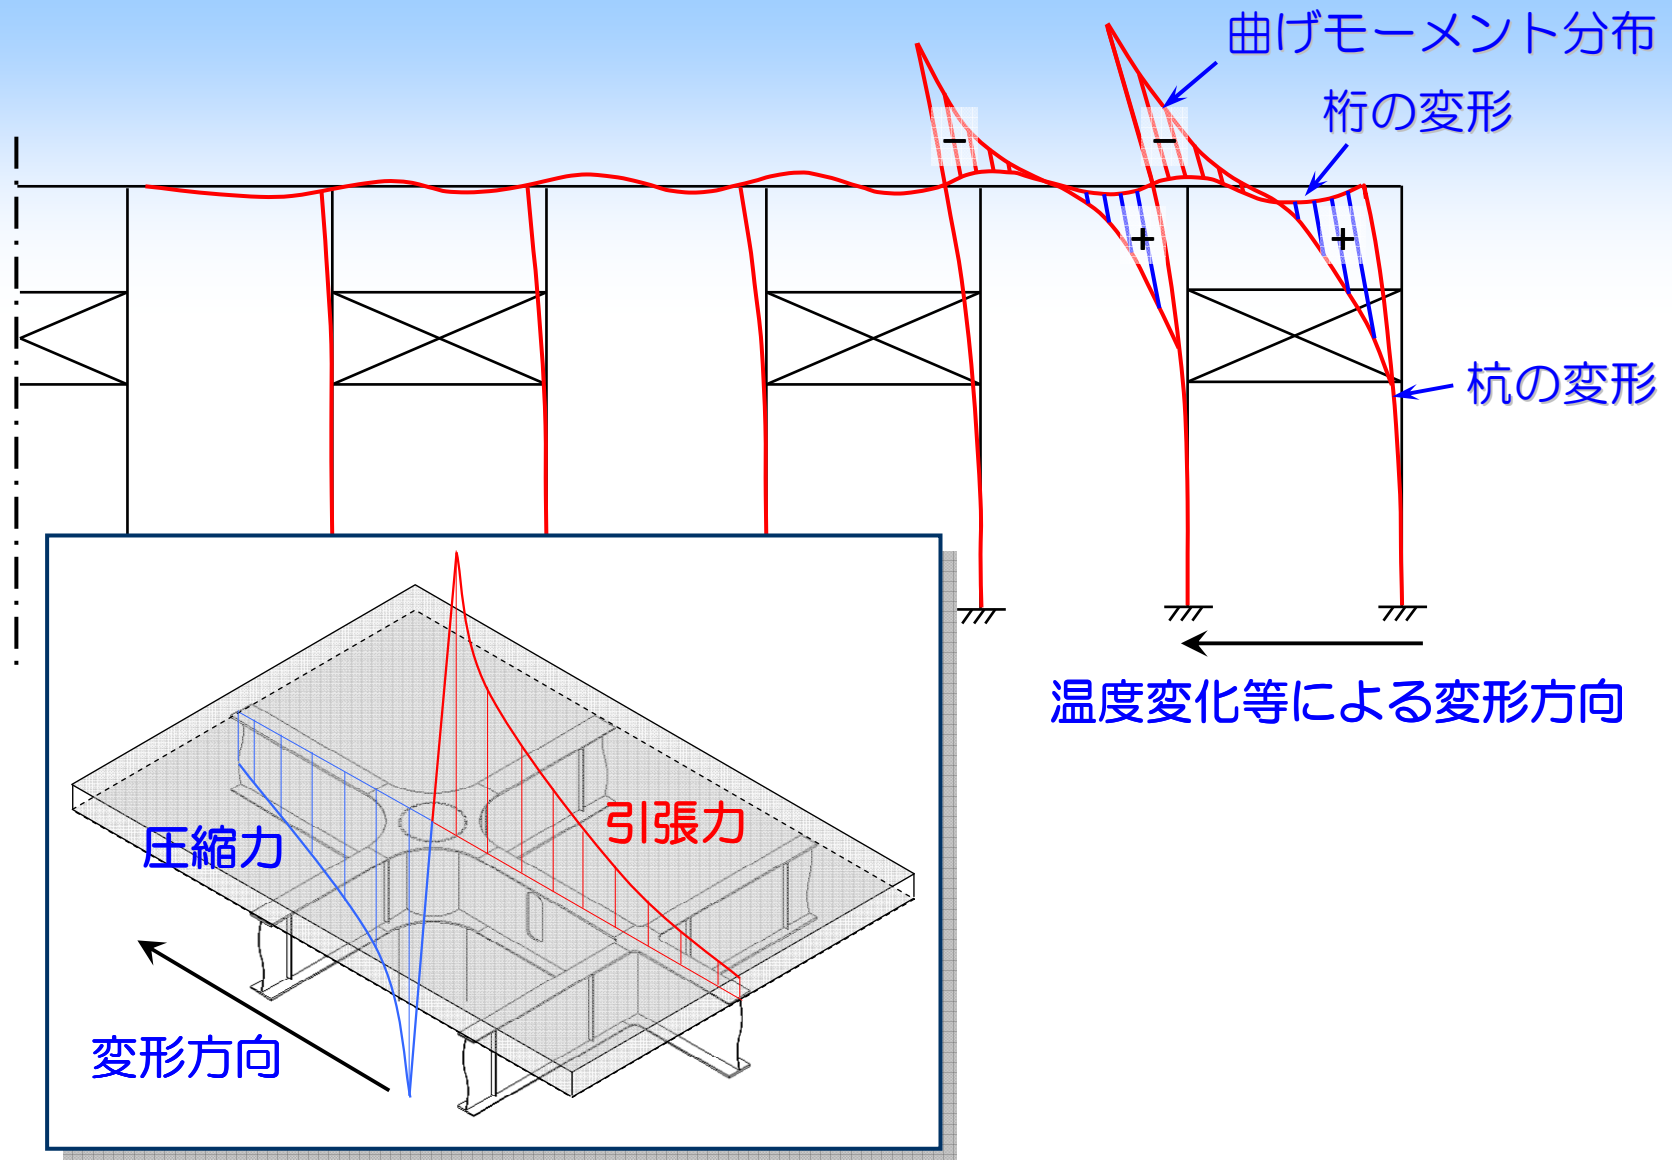 曲げモーメント分布
桁の変形
−
−
+
+
杭の変形
温度変化等による変形方向
引張力
圧縮力
変形方向